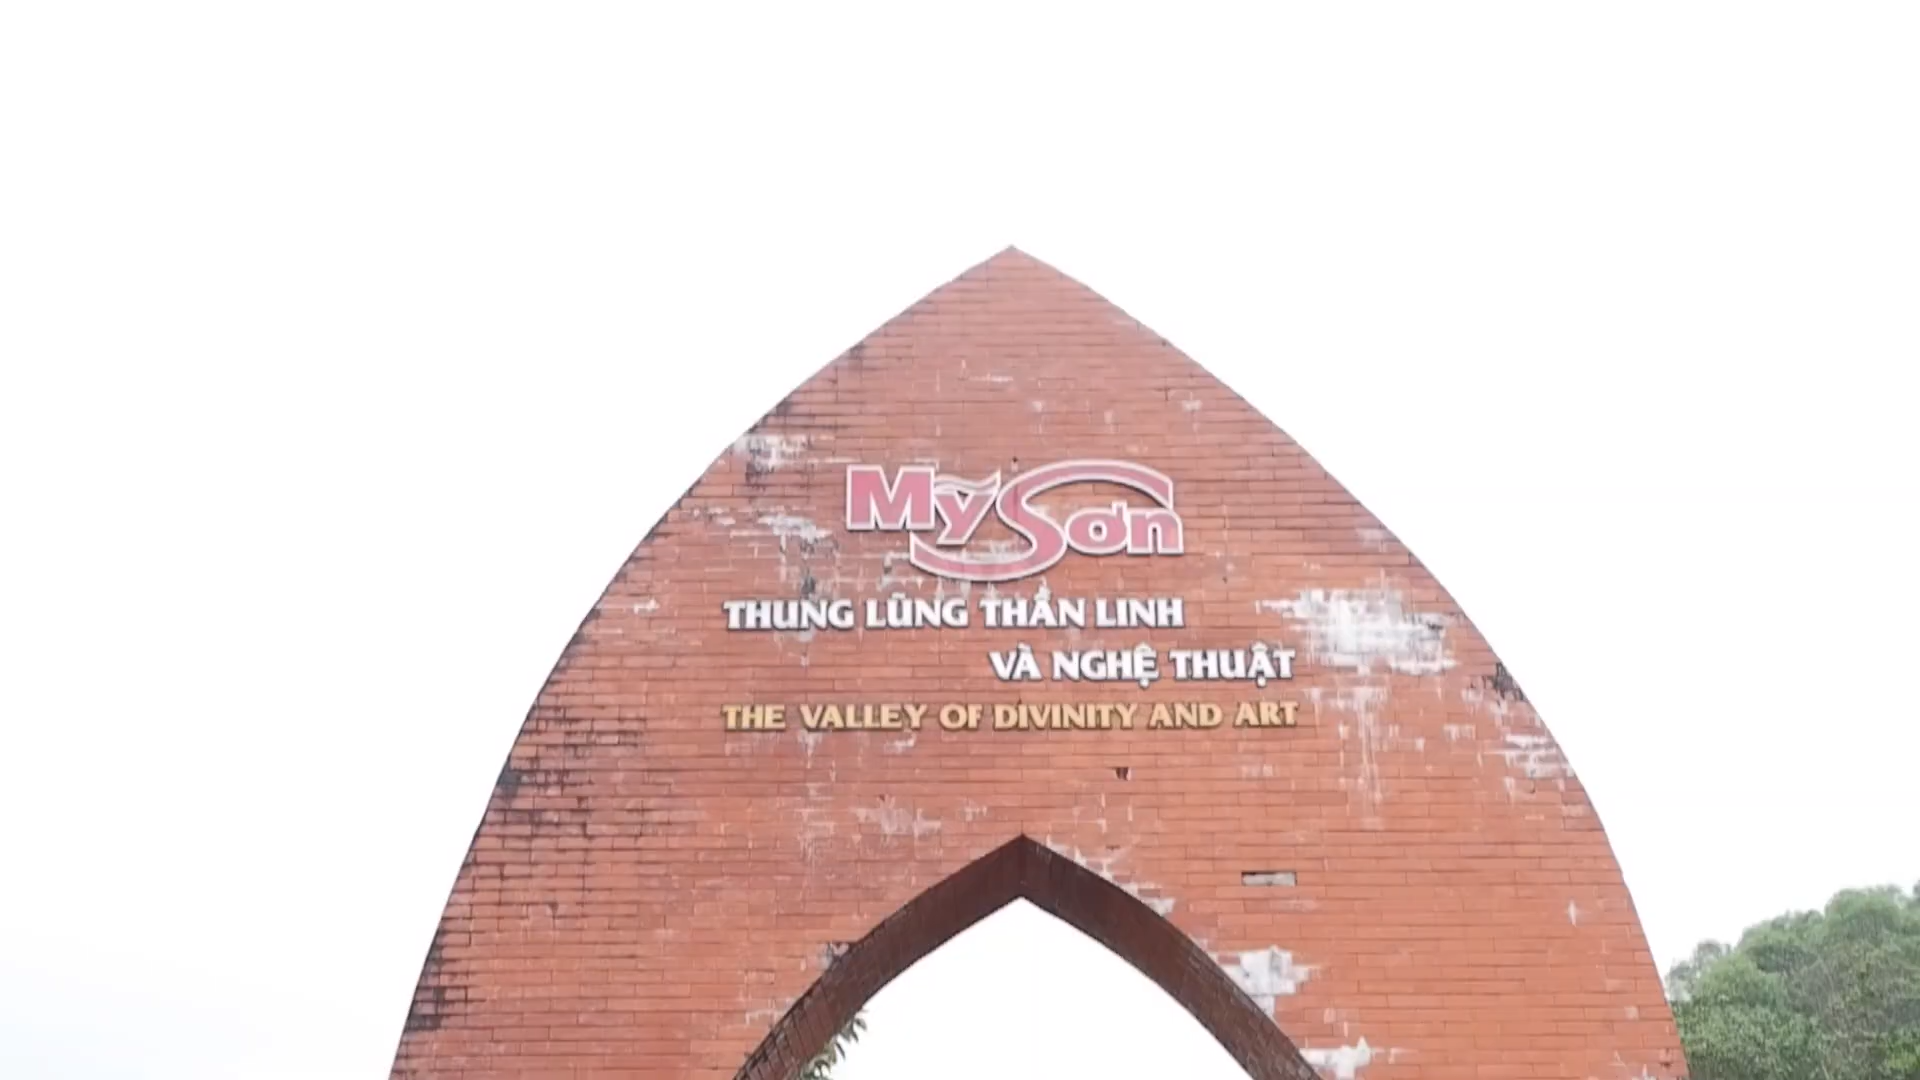 Mỹ Sơn
THUNG LŨNG THẦN LINH
VÀ NGHỆ THUẬT
THE VALLEY OF DIVINITY AND ART